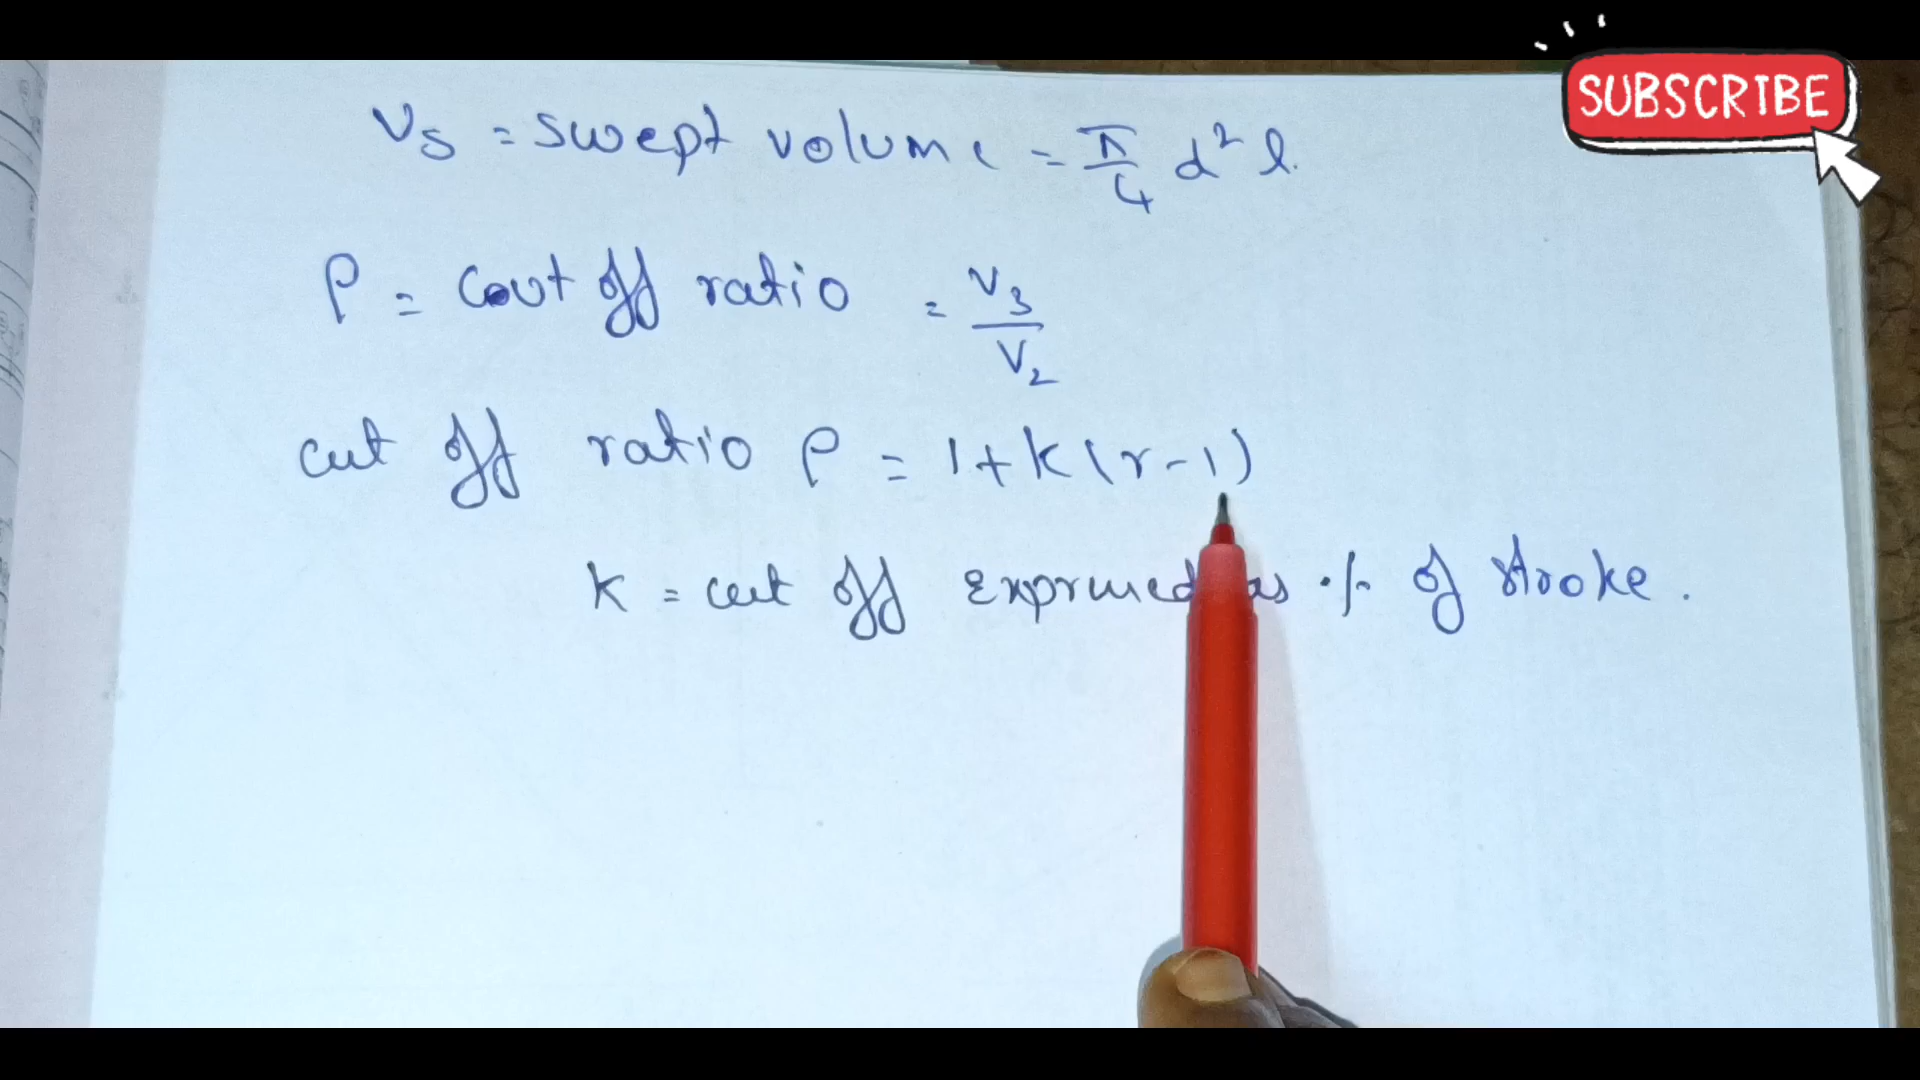 SUBSCRIBE
Vs = swept volume = π/4 d² l.
ρ = Cout off ratio = V3/V2
cut off ratio ρ = 1+k(r-1)
k = cut off expressed as % of stroke.